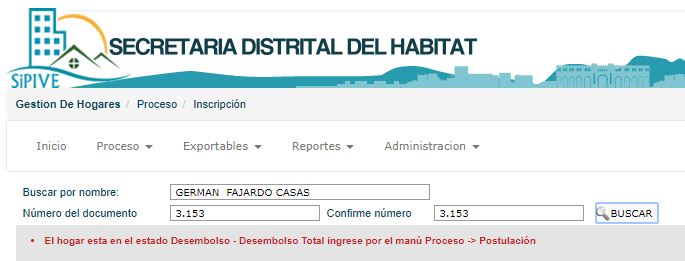 SECRETARIA DISTRITAL DEL HABITAT
SiPIVE
Gestion De Hogares / Proceso / Inscripción
Inicio Proceso Exportables Reportes Administracion
Buscar por nombre: GERMAN FAJARDO CASAS
Número del documento 3.153 Confirme número 3.153 BUSCAR
El hogar esta en el estado Desembolso - Desembolso Total ingrese por el manú Proceso -> Postulación